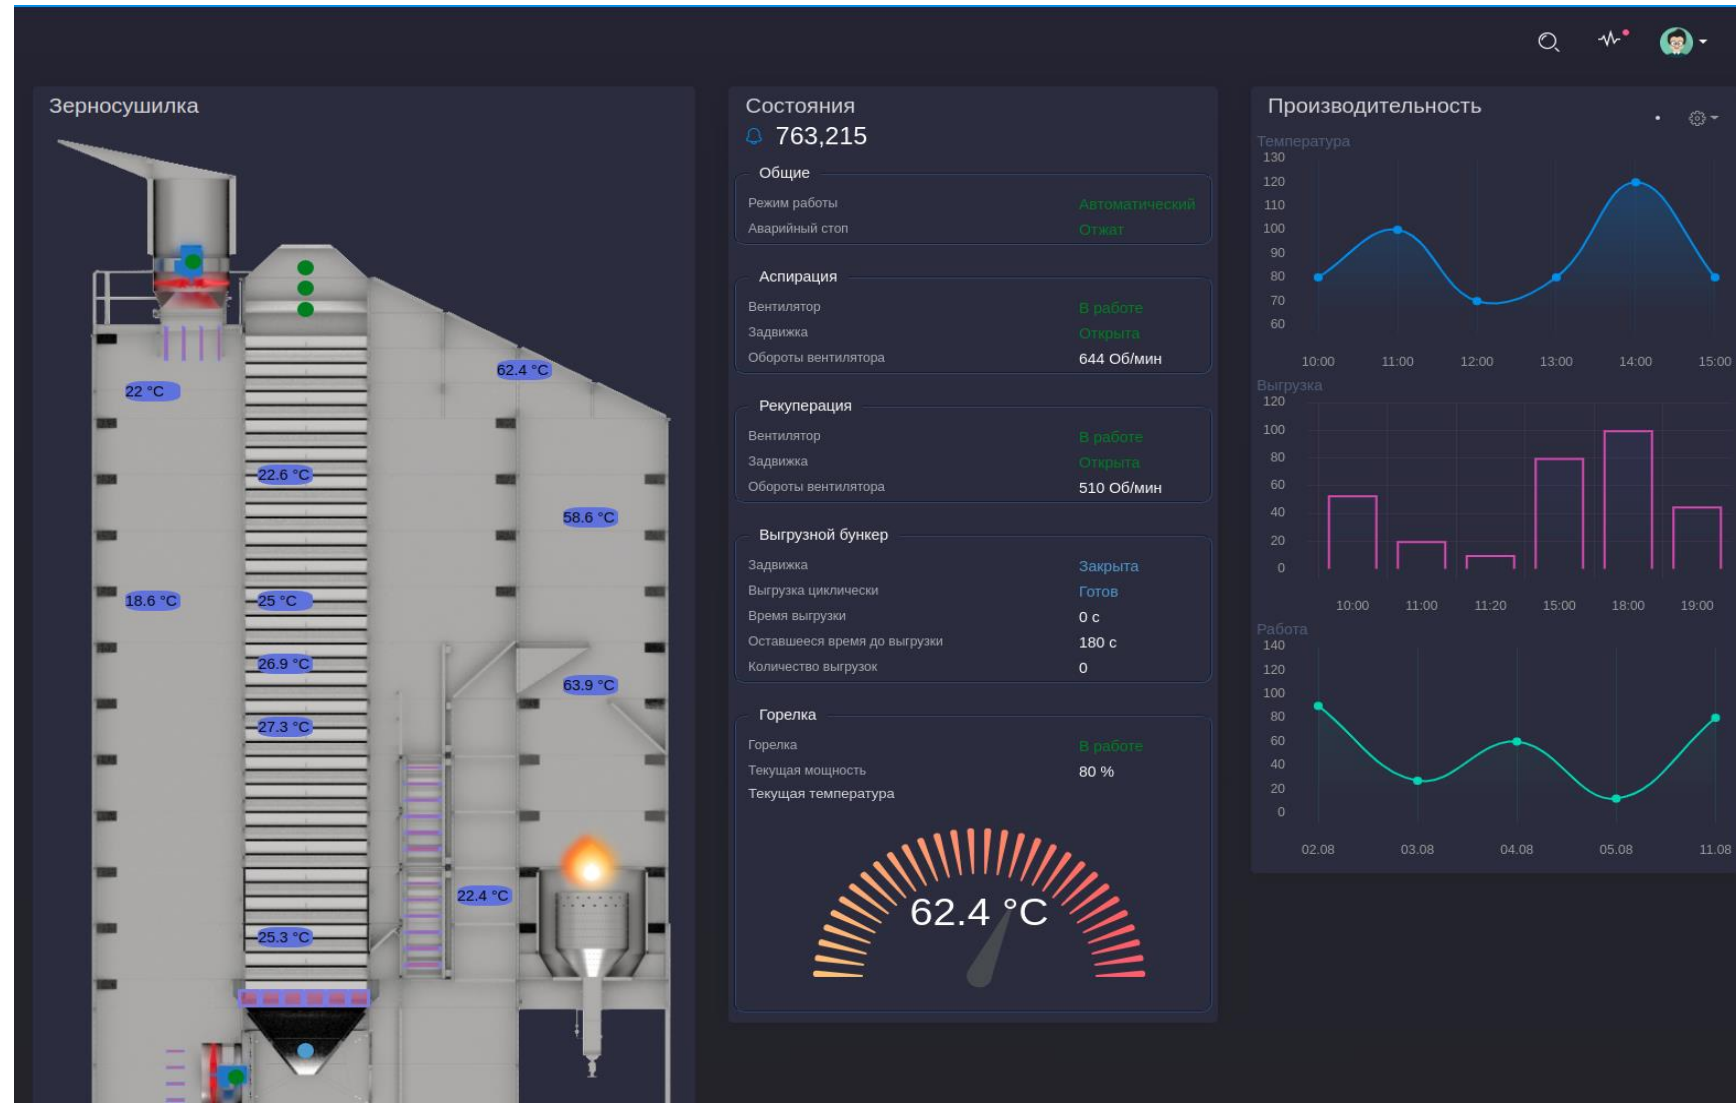 Зерносушилка
22 °C
62.4 °C
22.6 °C
58.6 °C
18.6 °C
25 °C
26.9 °C
63.9 °C
27.3 °C
22.4 °C
25.3 °C
Состояния
763,215
Общие
Режим работы Автоматический
Аварийный стоп Отжат
Аспирация
Вентилятор В работе
Задвижка Открыта
Обороты вентилятора 644 Об/мин
Рекуперация
Вентилятор В работе
Задвижка Открыта
Обороты вентилятора 510 Об/мин
Выгрузной бункер
Задвижка Закрыта
Выгрузка циклически Готов
Время выгрузки 0 с
Оставшееся время до выгрузки 180 с
Количество выгрузок 0
Горелка
Горелка В работе
Текущая мощность 80 %
Текущая температура
62.4 °C
Производительность
Температура
130
120
110
100
90
80
70
60
10:00 11:00 12:00 13:00 14:00 15:00
Выгрузка
120
100
80
60
40
20
0
10:00 11:00 11:20 15:00 18:00 19:00
Работа
140
120
100
80
60
40
20
0
02.08 03.08 04.08 05.08 11.08